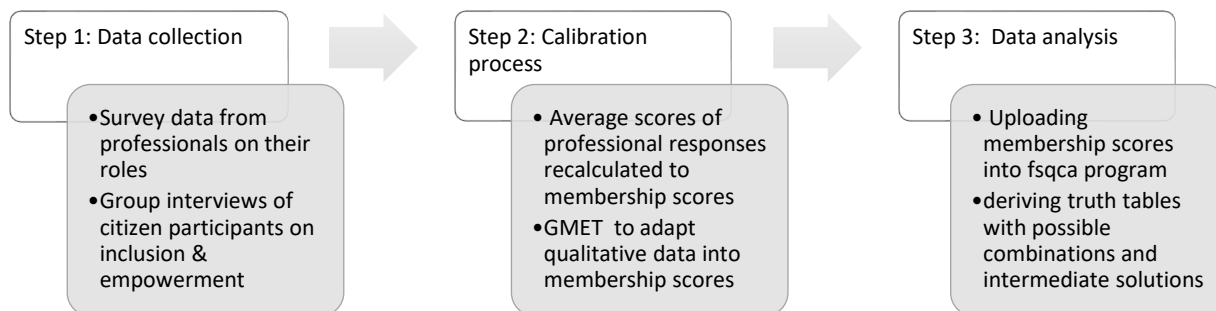 Step 1: Data collection
•Survey data from
professionals on their
roles
•Group interviews of
citizen participants on
inclusion &
empowerment
Step 2: Calibration
process
• Average scores of
professional responses
recalculated to
membership scores
•GMET to adapt
qualitative data into
membership scores
Step 3: Data analysis
• Uploading
membership scores
into fsqca program
•deriving truth tables
with possible
combinations and
intermediate solutions